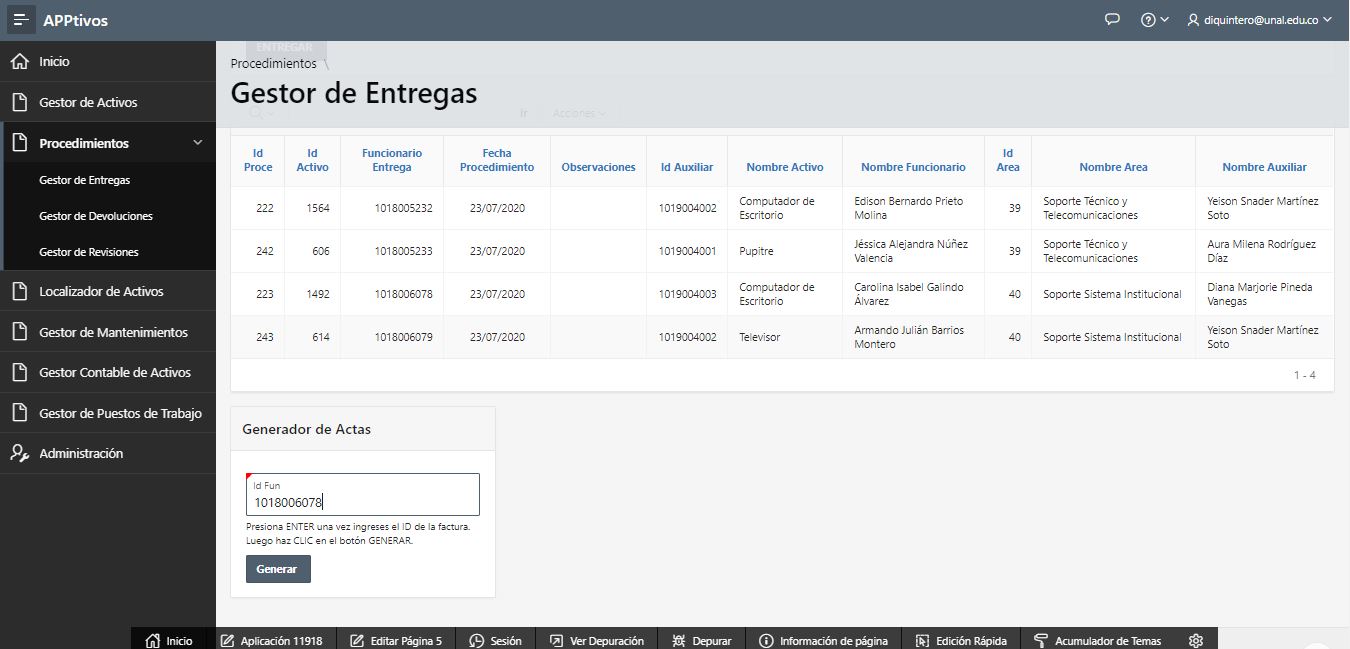 APPtivos
diquintero@unal.edu.co
Inicio
Gestor de Activos
Procedimientos
Gestor de Entregas
Gestor de Devoluciones
Gestor de Revisiones
Localizador de Activos
Gestor de Mantenimientos
Gestor Contable de Activos
Gestor de Puestos de Trabajo
Administración
ENTREGAR
Procedimientos \
Gestor de Entregas
Ir Acciones
Id Proce Id Activo Funcionario Entrega Fecha Procedimiento Observaciones Id Auxiliar Nombre Activo Nombre Funcionario Id Area Nombre Area Nombre Auxiliar
222 1564 1018005232 23/07/2020 1019004002 Computador de Escritorio Edison Bernardo Prieto Molina 39 Soporte Técnico y Telecomunicaciones Yeison Snader Martínez Soto
242 606 1018005233 23/07/2020 1019004001 Pupitre Jéssica Alejandra Núñez Valencia 39 Soporte Técnico y Telecomunicaciones Aura Milena Rodríguez Díaz
223 1492 1018006078 23/07/2020 1019004003 Computador de Escritorio Carolina Isabel Galindo Álvarez 40 Soporte Sistema Institucional Diana Marjorie Pineda Vanegas
243 614 1018006079 23/07/2020 1019004002 Televisor Armando Julián Barrios Montero 40 Soporte Sistema Institucional Yeison Snader Martínez Soto
1 - 4
Generador de Actas
Id Fun
1018006078
Presiona ENTER una vez ingreses el ID de la factura.
Luego haz CLIC en el botón GENERAR.
Generar
Inicio Aplicación 11918 Editar Página 5 Sesión Ver Depuración Depurar Información de página Edición Rápida Acumulador de Temas